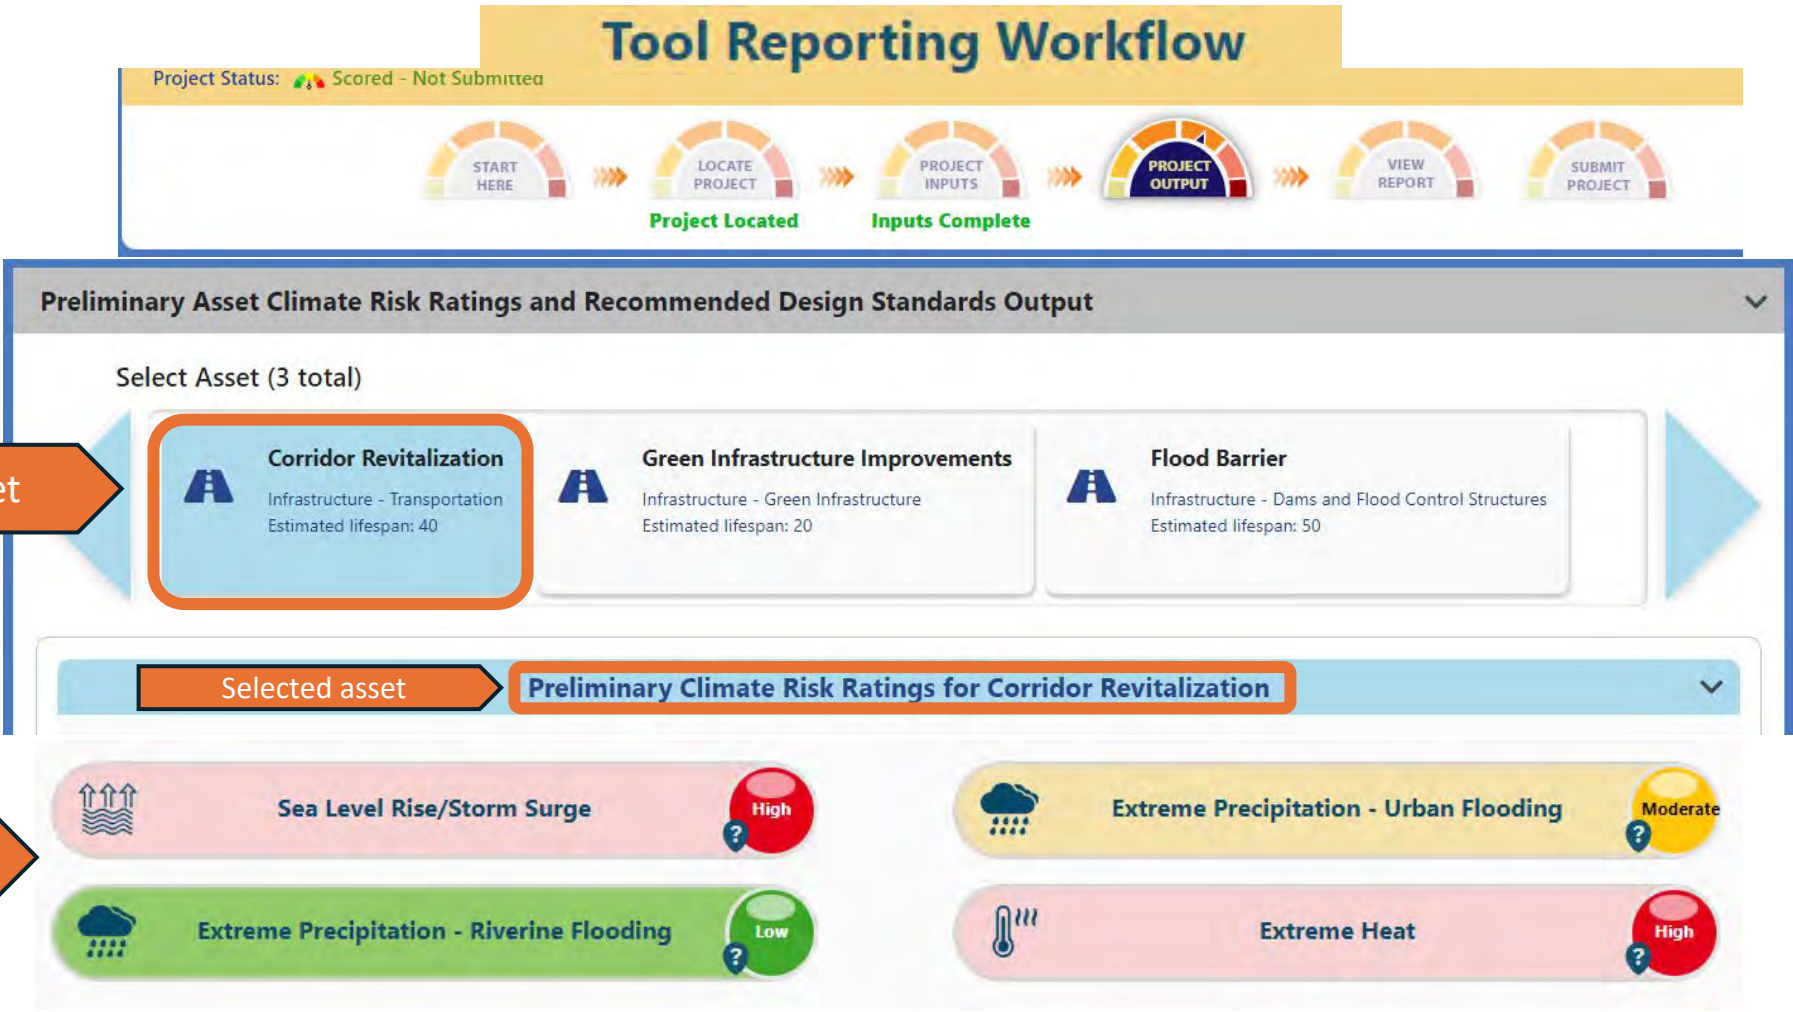 Tool Reporting Workflow
Project Status: Scored - Not Submitted
START HERE
LOCATE PROJECT
PROJECT INPUTS
PROJECT OUTPUT
VIEW REPORT
SUBMIT PROJECT
Project Located
Inputs Complete
Preliminary Asset Climate Risk Ratings and Recommended Design Standards Output
Select Asset (3 total)
et
Corridor Revitalization
Infrastructure - Transportation
Estimated lifespan: 40
Green Infrastructure Improvements
Infrastructure - Green Infrastructure
Estimated lifespan: 20
Flood Barrier
Infrastructure - Dams and Flood Control Structures
Estimated lifespan: 50
Selected asset
Preliminary Climate Risk Ratings for Corridor Revitalization
Sea Level Rise/Storm Surge
High
?
Extreme Precipitation - Urban Flooding
Moderate
?
Extreme Precipitation - Riverine Flooding
Low
?
Extreme Heat
High
?